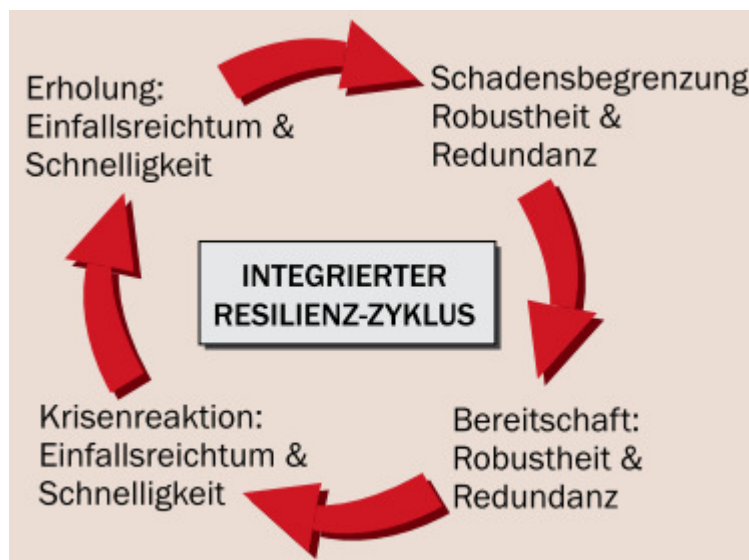 Erholung:
Einfallsreichtum &
Schnelligkeit
Schadensbegrenzung
Robustheit &
Redundanz
INTEGRIERTER
RESILIENZ-ZYKLUS
Krisenreaktion:
Einfallsreichtum &
Schnelligkeit
Bereitschaft:
Robustheit &
Redundanz